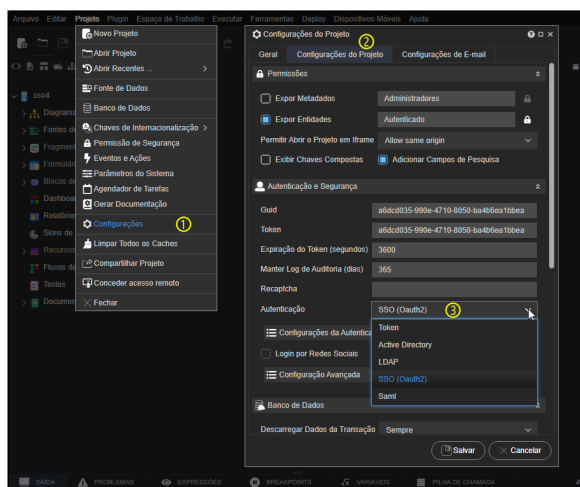 Arquivo Editar Projeto Plugin Espaço de Trabalho Executar Ferramentas Deploy Dispositivos Móveis Ajuda
Novo Projeto
Abrir Projeto
Abrir Recentes ...
Fonte de Dados
Banco de Dados
Chaves de Internacionalização
Permissão de Segurança
Eventos e Ações
Parâmetros do Sistema
Agendador de Tarefas
Gerar Documentação
Configurações 1
Limpar Todos os Caches
Compartilhar Projeto
Conceder acesso remoto
Fechar
sso4
Diagrama
Fontes de
Fragmen
Formulár
Blocos de
Dashboa
Relatórios
Skins de
Recursos
Fluxos de
Testes
Documen
Configurações do Projeto
2
Geral Configurações do Projeto Configurações de E-mail
Permissões
Expor Metadados Administradores
Expor Entidades Autenticado
Permitir Abrir o Projeto em Iframe Allow same origin
Exibir Chaves Compostas Adicionar Campos de Pesquisa
Autenticação e Segurança
Guid a6dcd035-990e-4710-8050-ba4b6ea1bbea
Token a6dcd035-990e-4710-8050-ba4b6ea1bbea
Expiração do Token (segundos) 3600
Manter Log de Auditoria (dias) 365
Recaptcha
Autenticação SSO (Oauth2) 3
Token
Active Directory
LDAP
SSO (Oauth2)
Saml
Configurações da Autentica
Login por Redes Sociais
Configuração Avançada
Banco de Dados
Descarregar Dados da Transação Sempre
Salvar Cancelar
SAIDA PROBLEMAS EXPRESSÕES BREAKPOINTS VARIAVEIS PILHA DE CHAMADA